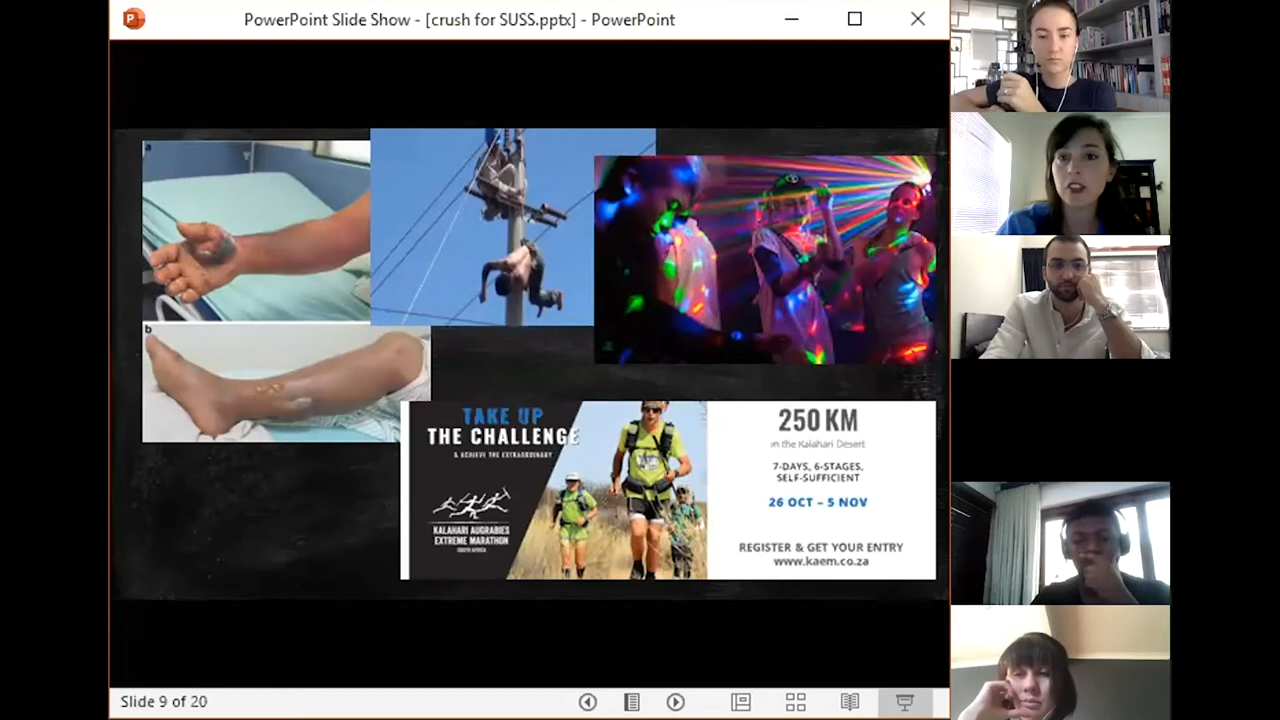 PowerPoint Slide Show - [crush for SUSS.pptx] - PowerPoint
a
b
TAKE UP
THE CHALLENGE
& ACHIEVE THE EXTRAORDINARY
KALAHARI AUGRABIES
EXTREME MARATHON
SOUTH AFRICA
250 KM
in the Kalahari Desert
7-DAYS, 6-STAGES,
SELF-SUFFICIENT
26 OCT – 5 NOV
REGISTER & GET YOUR ENTRY
www.kaem.co.za
Slide 9 of 20